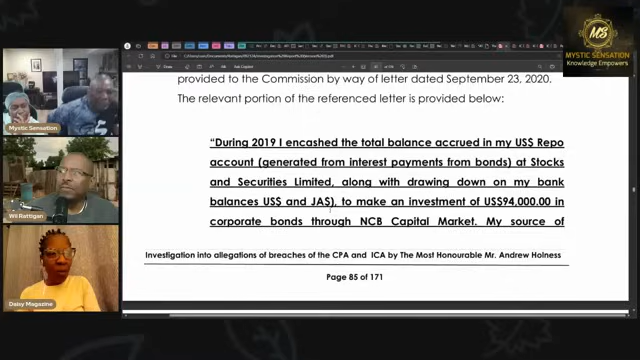 MYSTIC SENSATION
Knowledge Empowers
provided to the Commission by way of letter dated September 23, 2020.
The relevant portion of the referenced letter is provided below:
"During 2019 I encashed the total balance accrued in my US$ Repo
account (generated from interest payments from bonds) at Stocks
and Securities Limited, along with drawing down on my bank
balances US$ and JA$), to make an investment of US$94,000.00 in
corporate bonds through NCB Capital Market. My source of
Investigation into allegations of breaches of the CPA and ICA by The Most Honourable Mr. Andrew Holness
Page 85 of 171
Mystic Sensation
Wil Rattigan
Daisy Magazine